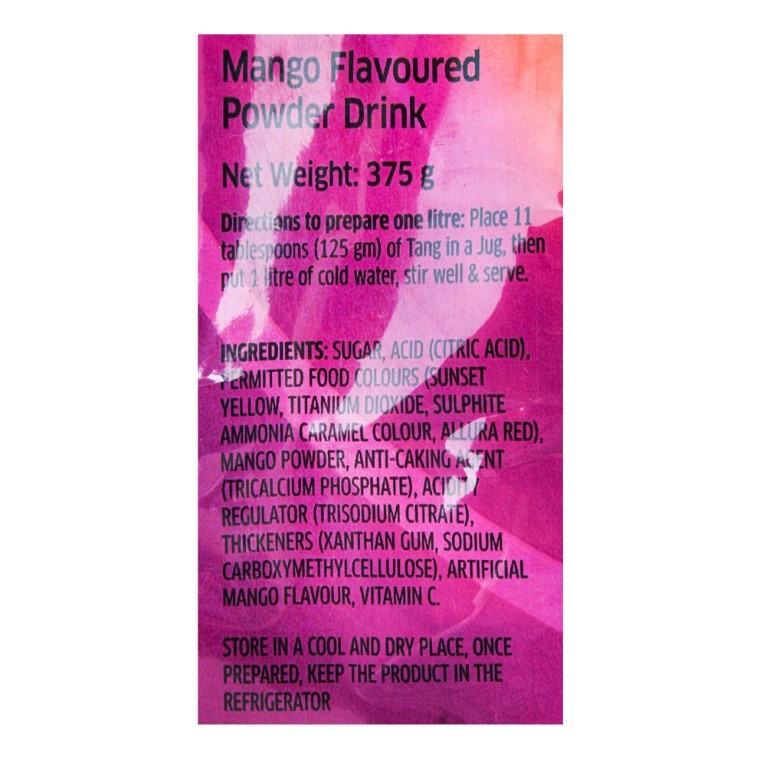 Mango Flavoured
Powder Drink
Net Weight: 375 g
Directions to prepare one litre: Place 11
tablespoons (125 gm) of Tang in a Jug, then
put 1 litre of cold water, stir well & serve.
INGREDIENTS: SUGAR, ACID (CITRIC ACID),
PERMITTED FOOD COLOURS (SUNSET
YELLOW, TITANIUM DIOXIDE, SULPHITE
AMMONIA CARAMEL COLOUR, ALLURA RED),
MANGO POWDER, ANTI-CAKING AGENT
(TRICALCIUM PHOSPHATE), ACIDITY
REGULATOR (TRISODIUM CITRATE),
THICKENERS (XANTHAN GUM, SODIUM
CARBOXYMETHYLCELLULOSE), ARTIFICIAL
MANGO FLAVOUR, VITAMIN C.
STORE IN A COOL AND DRY PLACE, ONCE
PREPARED, KEEP THE PRODUCT IN THE
REFRIGERATOR